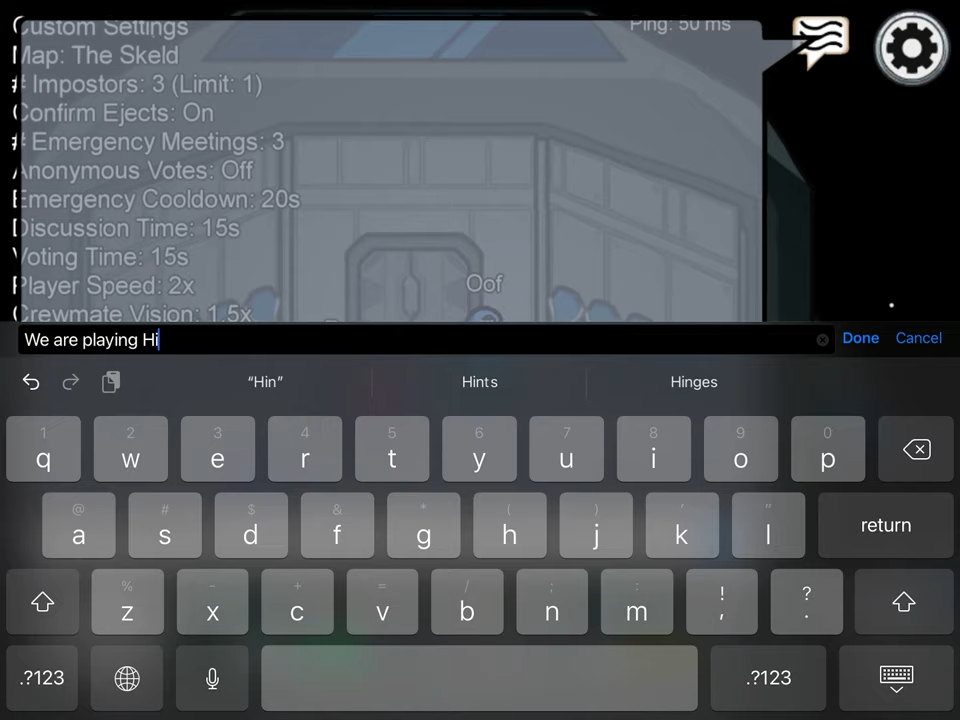 Custom Settings
Ping: 50 ms
Map: The Skeld
# Impostors: 3 (Limit: 1)
Confirm Ejects: On
# Emergency Meetings: 3
Anonymous Votes: Off
Emergency Cooldown: 20s
Discussion Time: 15s
Voting Time: 15s
Player Speed: 2x
Oof
Crewmate Vision: 1.5x
We are playing Hi
Done Cancel
“Hin” Hints Hinges
1 2 3 4 5 6 7 8 9 0
q w e r t y u i o p
@ # $ & * ( ) ' "
a s d f g h j k l return
% - + = / ; : ! ?
z x c v b n m , .
.?123 .?123